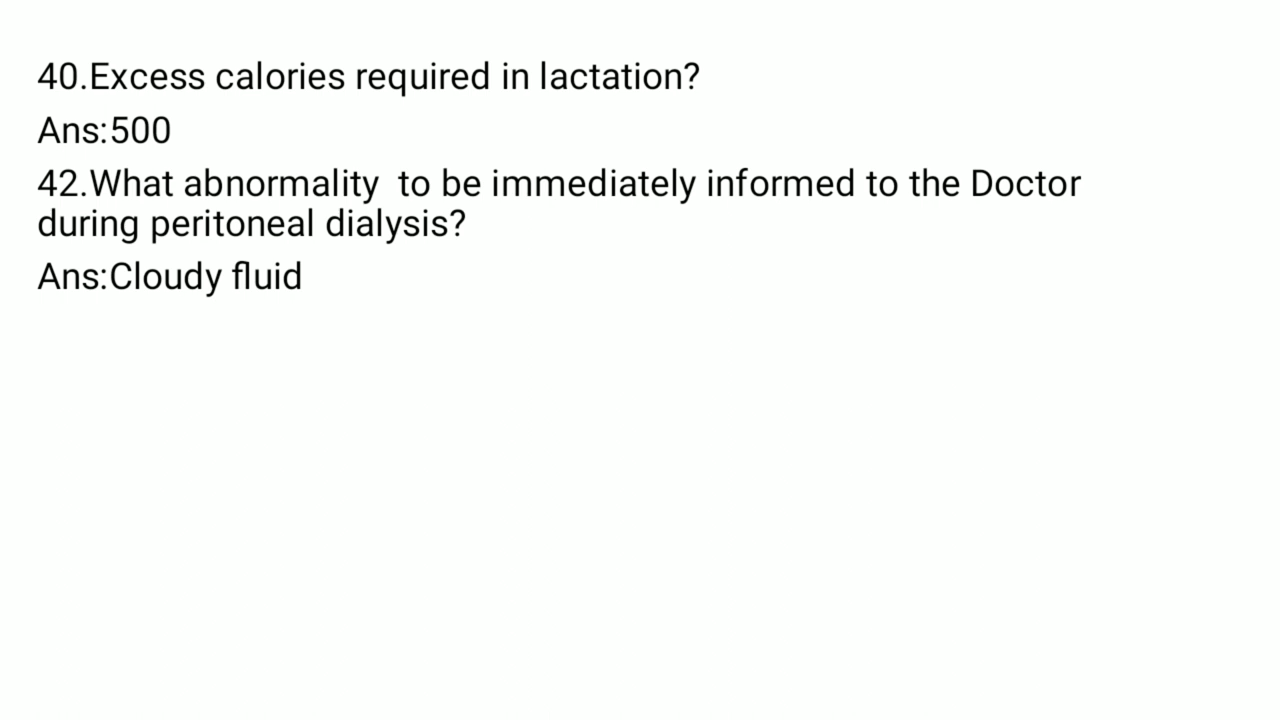 40.Excess calories required in lactation?
Ans:500
42.What abnormality  to be immediately informed to the Doctor
during peritoneal dialysis?
Ans:Cloudy fluid